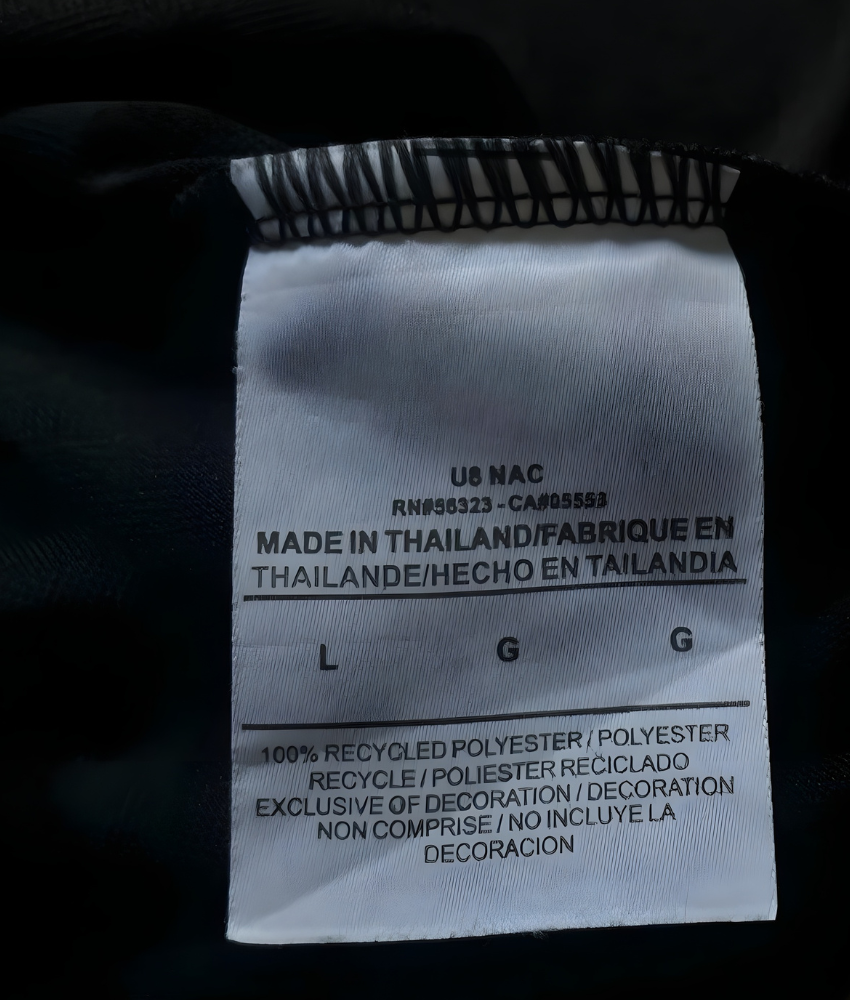 US NAC
RN#56323 - CA#05553
MADE IN THAILAND/FABRIQUE EN
THAILANDE/HECHO EN TAILANDIA
L G G
100% RECYCLED POLYESTER / POLYESTER
RECYCLE / POLIESTER RECICLADO
EXCLUSIVE OF DECORATION / DECORATION
NON COMPRISE / NO INCLUYE LA
DECORACION